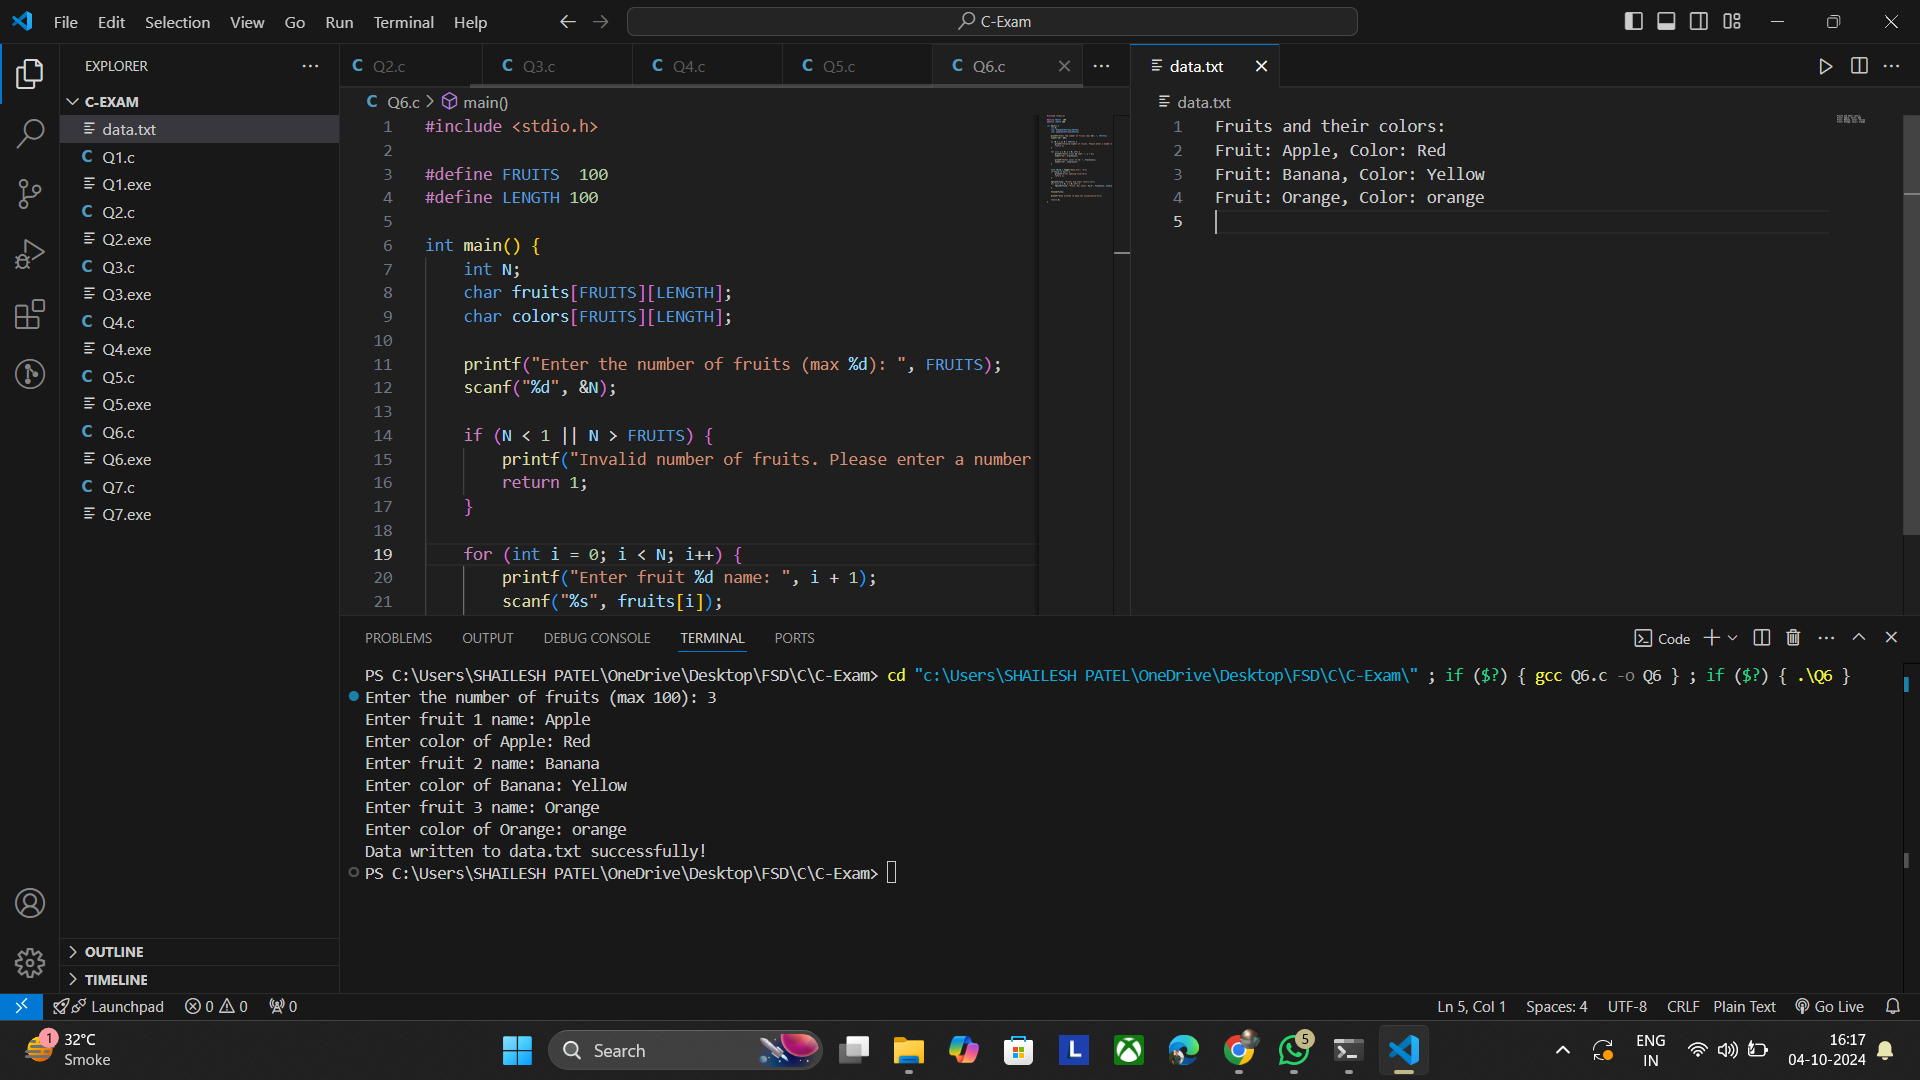 File Edit Selection View Go Run Terminal Help
C-Exam
EXPLORER
C-EXAM
data.txt
Q1.c
Q1.exe
Q2.c
Q2.exe
Q3.c
Q3.exe
Q4.c
Q4.exe
Q5.c
Q5.exe
Q6.c
Q6.exe
Q7.c
Q7.exe
OUTLINE
TIMELINE
C Q2.c C Q3.c C Q4.c C Q5.c C Q6.c
C Q6.c > main()
1 #include <stdio.h>
2
3 #define FRUITS  100
4 #define LENGTH 100
5
6 int main() {
7     int N;
8     char fruits[FRUITS][LENGTH];
9     char colors[FRUITS][LENGTH];
10
11     printf("Enter the number of fruits (max %d): ", FRUITS);
12     scanf("%d", &N);
13
14     if (N < 1 || N > FRUITS) {
15         printf("Invalid number of fruits. Please enter a number
16         return 1;
17     }
18
19     for (int i = 0; i < N; i++) {
20         printf("Enter fruit %d name: ", i + 1);
21         scanf("%s", fruits[i]);
data.txt
data.txt
1 Fruits and their colors:
2 Fruit: Apple, Color: Red
3 Fruit: Banana, Color: Yellow
4 Fruit: Orange, Color: orange
5
PROBLEMS OUTPUT DEBUG CONSOLE TERMINAL PORTS
Code
PS C:\Users\SHAILESH PATEL\OneDrive\Desktop\FSD\C\C-Exam> cd "c:\Users\SHAILESH PATEL\OneDrive\Desktop\FSD\C\C-Exam\" ; if ($?) { gcc Q6.c -o Q6 } ; if ($?) { .\Q6 }
Enter the number of fruits (max 100): 3
Enter fruit 1 name: Apple
Enter color of Apple: Red
Enter fruit 2 name: Banana
Enter color of Banana: Yellow
Enter fruit 3 name: Orange
Enter color of Orange: orange
Data written to data.txt successfully!
PS C:\Users\SHAILESH PATEL\OneDrive\Desktop\FSD\C\C-Exam>
Launchpad 0 0 0
Ln 5, Col 1 Spaces: 4 UTF-8 CRLF Plain Text Go Live
1
32°C
Smoke
Search
L
5
ENG
IN
16:17
04-10-2024